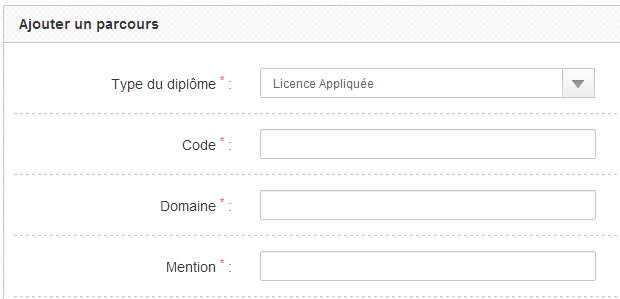 Ajouter un parcours
Type du diplôme * : Licence Appliquée
Code * :
Domaine * :
Mention * :